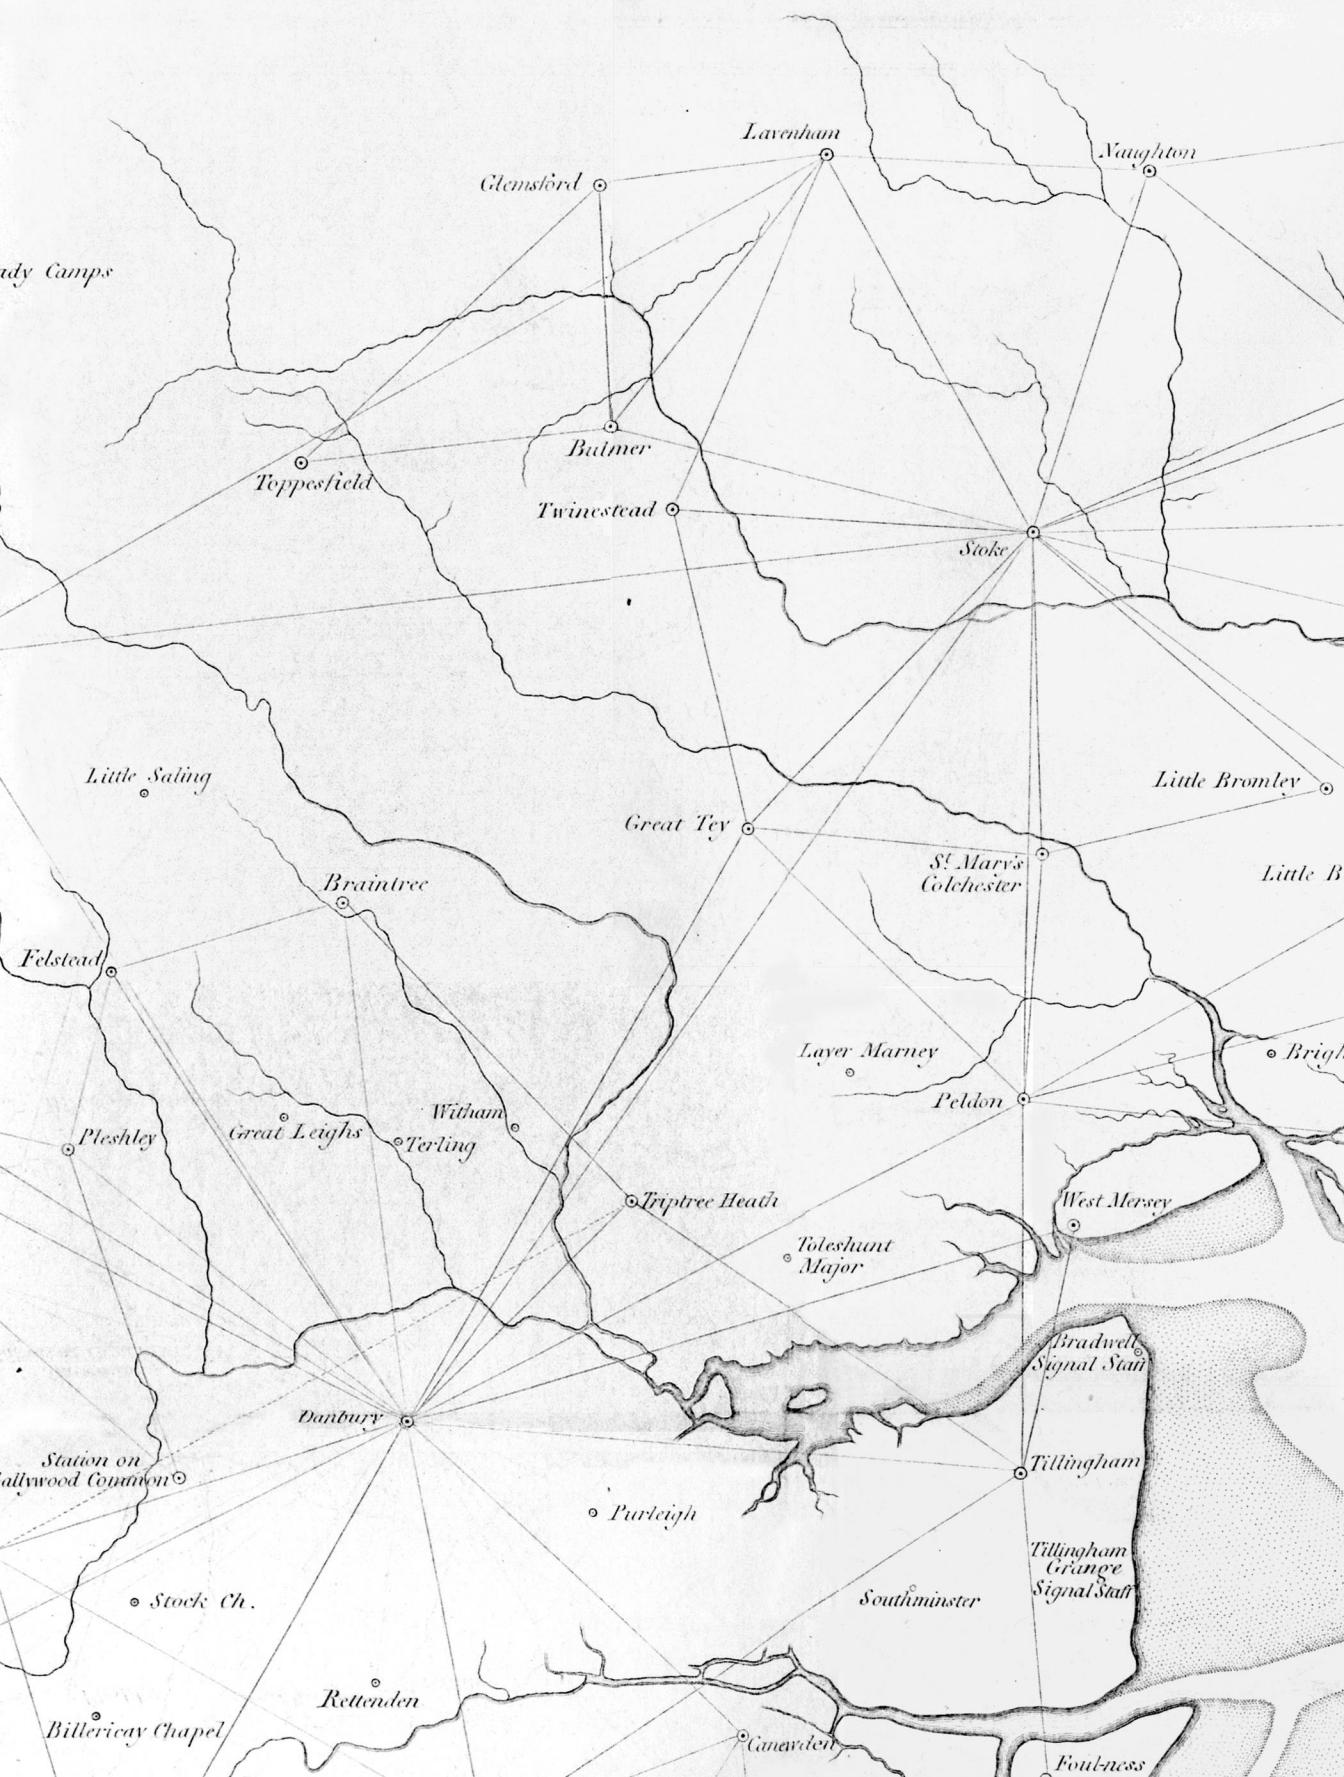 Lavenham
Naughton
Glemsford
Camps
Bulmer
Toppesfield
Twinestead
Stoke
Little Saling
Little Bromley
Great Tey
St. Mary's
Colchester
Little B
Braintree
Felstead
Layer Marney
Brigh
Peldon
Witham
Great Leighs
Terling
Pleshley
Triptree Heath
West Mersey
Toleshunt
Major
Bradwell
Signal Staff
Danbury
Station on
allywood Common
Tillingham
Purleigh
Tillingham
Grange
Signal Staff
Stock Ch.
Southminster
Rettenden
Billericay Chapel
Canewden
Foul-ness